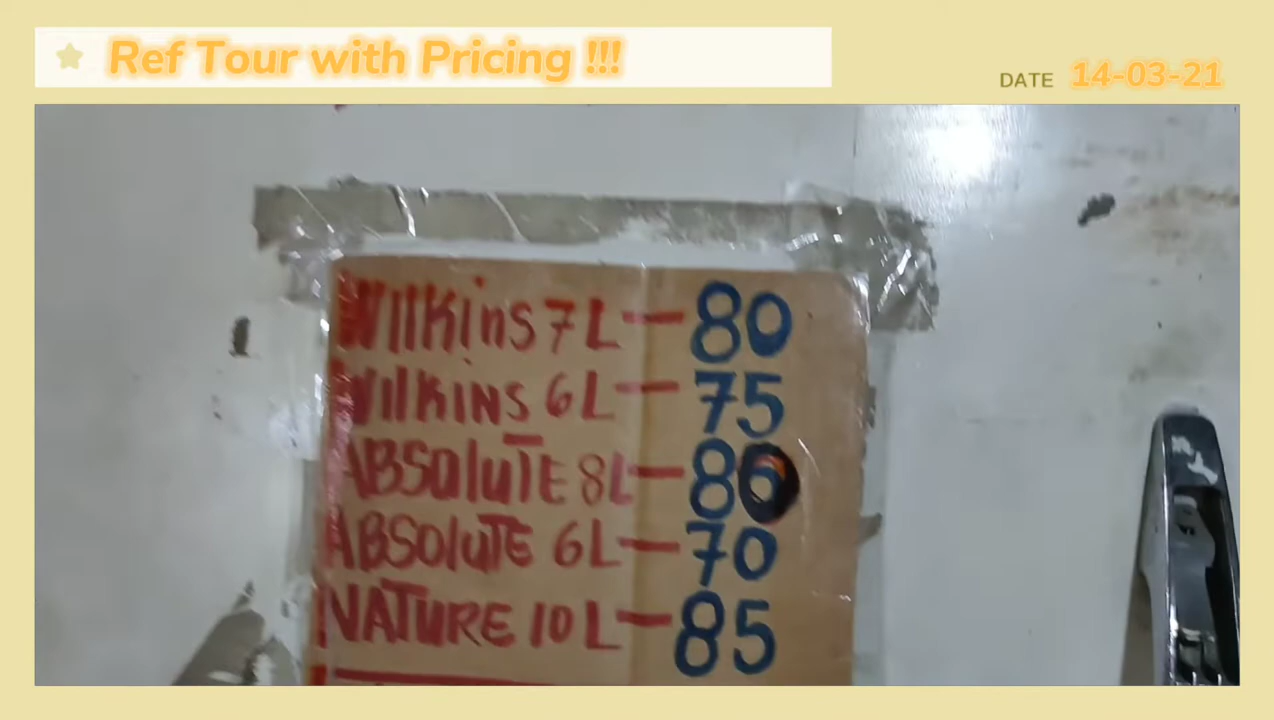 Ref Tour with Pricing !!!
DATE 14-03-21
WILKINS 7L — 80
WILKINS 6L — 75
ABSOLUTE 8L — 80
ABSOLUTE 6L — 70
NATURE 10L — 85